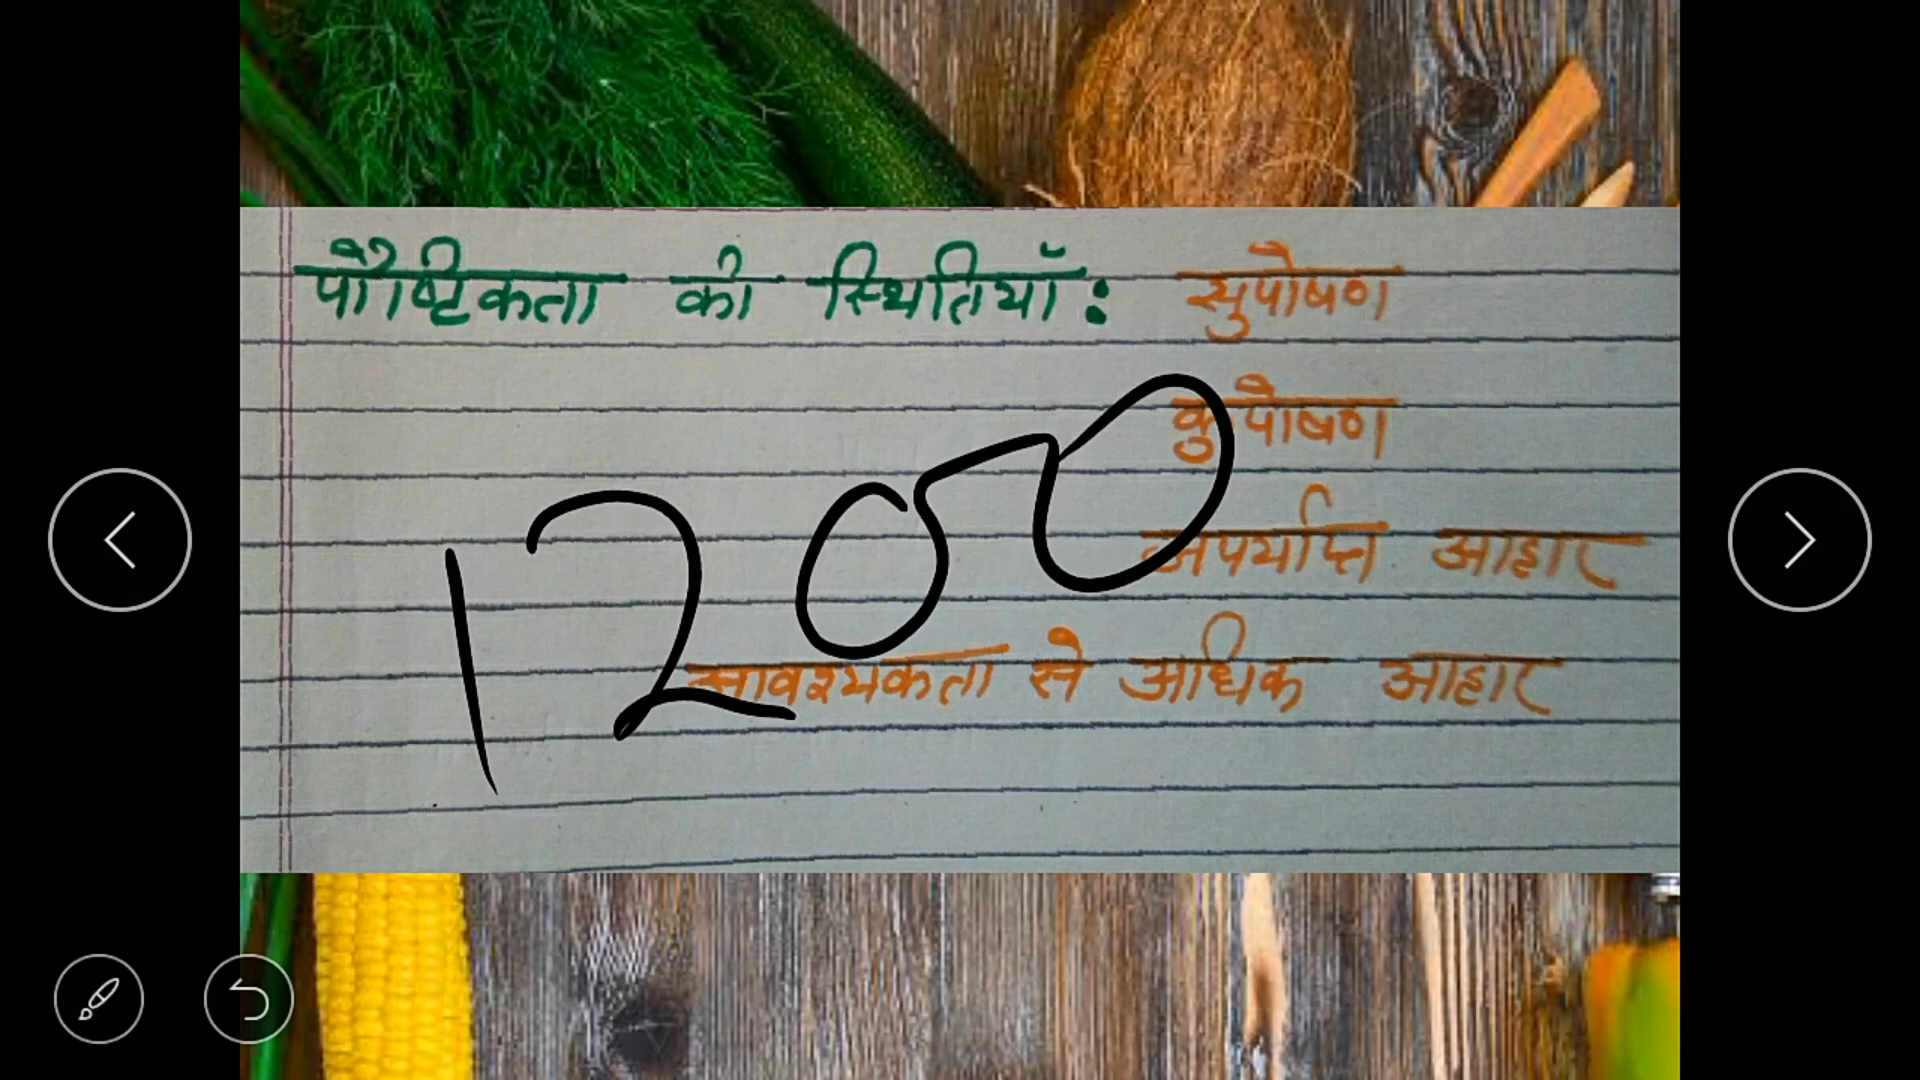 पौष्टिकता की स्थितियाँ: सुपोषण
कुपोषण
अपर्याप्त आहार
1200
आवश्यकता से अधिक आहार